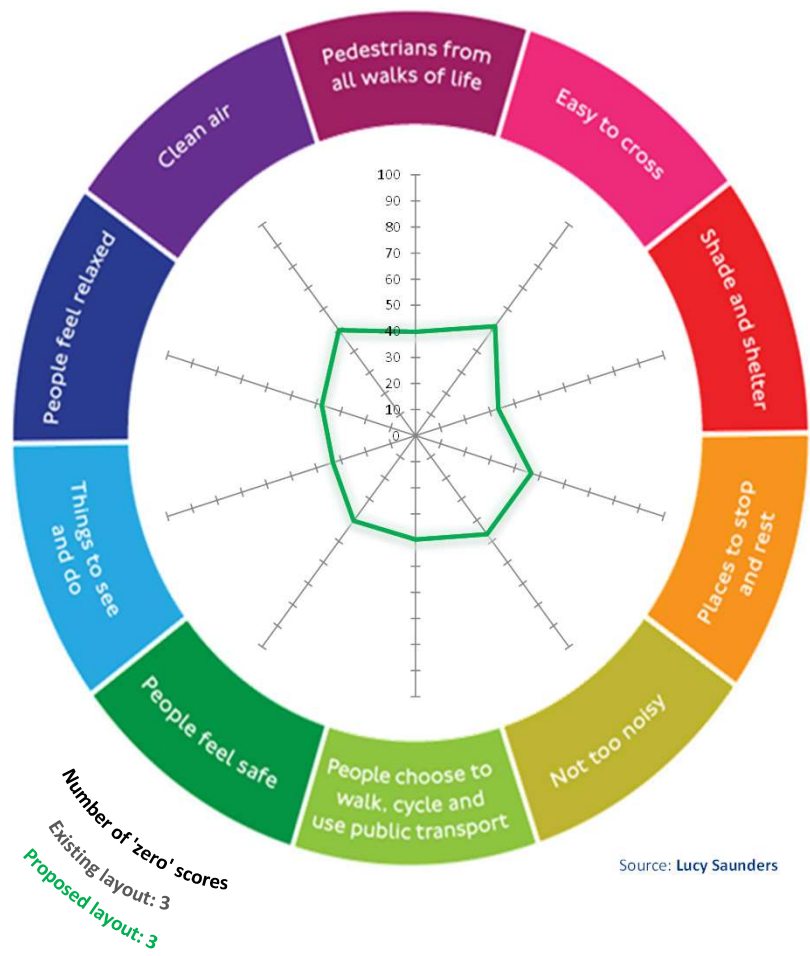 Pedestrians from
all walks of life
Easy to cross
Shade and shelter
Places to stop
and rest
Not too noisy
People choose to
walk, cycle and
use public transport
People feel safe
Things to see
and do
People feel relaxed
Clean air
100
90
80
70
60
50
40
30
20
10
0
Number of 'zero' scores
Existing layout: 3
Proposed layout: 3
Source: Lucy Saunders